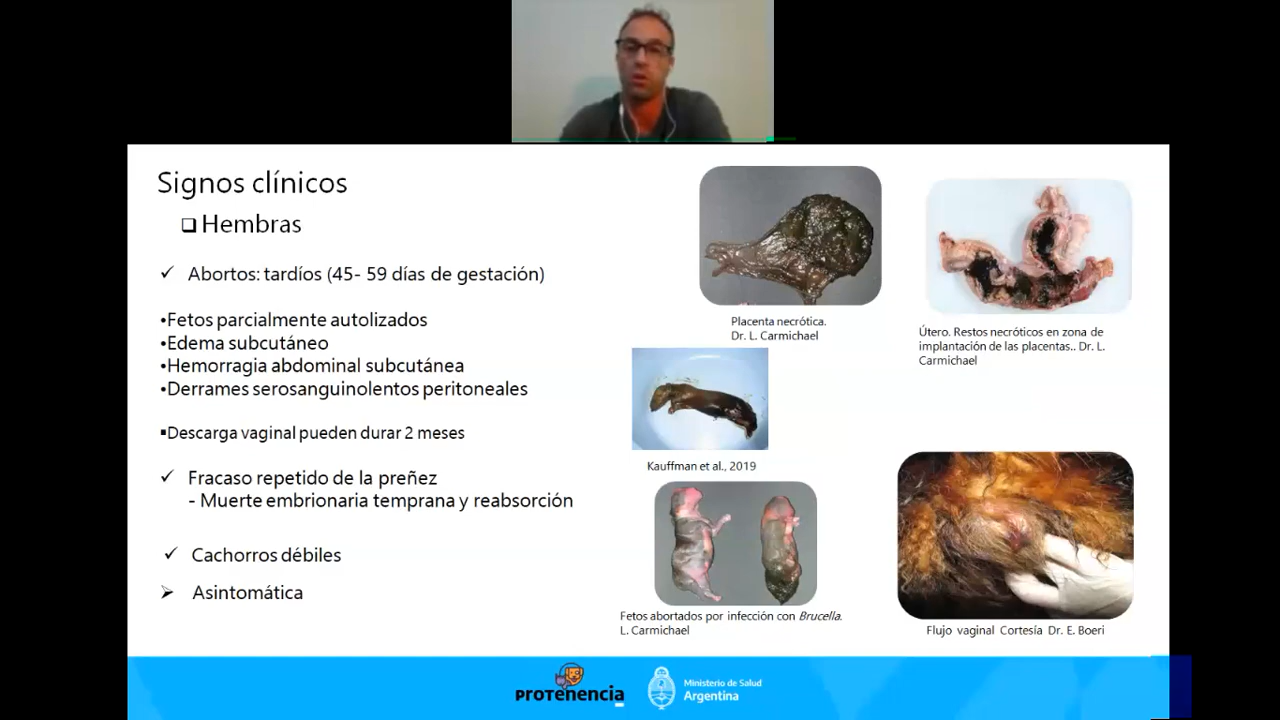 Signos clínicos
Hembras
Abortos: tardíos (45- 59 días de gestación)
•Fetos parcialmente autolizados
•Edema subcutáneo
•Hemorragia abdominal subcutánea
•Derrames serosanguinolentos peritoneales
▪Descarga vaginal pueden durar 2 meses
Fracaso repetido de la preñez
- Muerte embrionaria temprana y reabsorción
Cachorros débiles
Asintomática
Placenta necrótica.
Dr. L. Carmichael
Útero. Restos necróticos en zona de
implantación de las placentas.. Dr. L.
Carmichael
Kauffman et al., 2019
Fetos abortados por infección con Brucella.
L. Carmichael
Flujo vaginal Cortesía Dr. E. Boeri
PROTENENCIA
Ministerio de Salud
Argentina